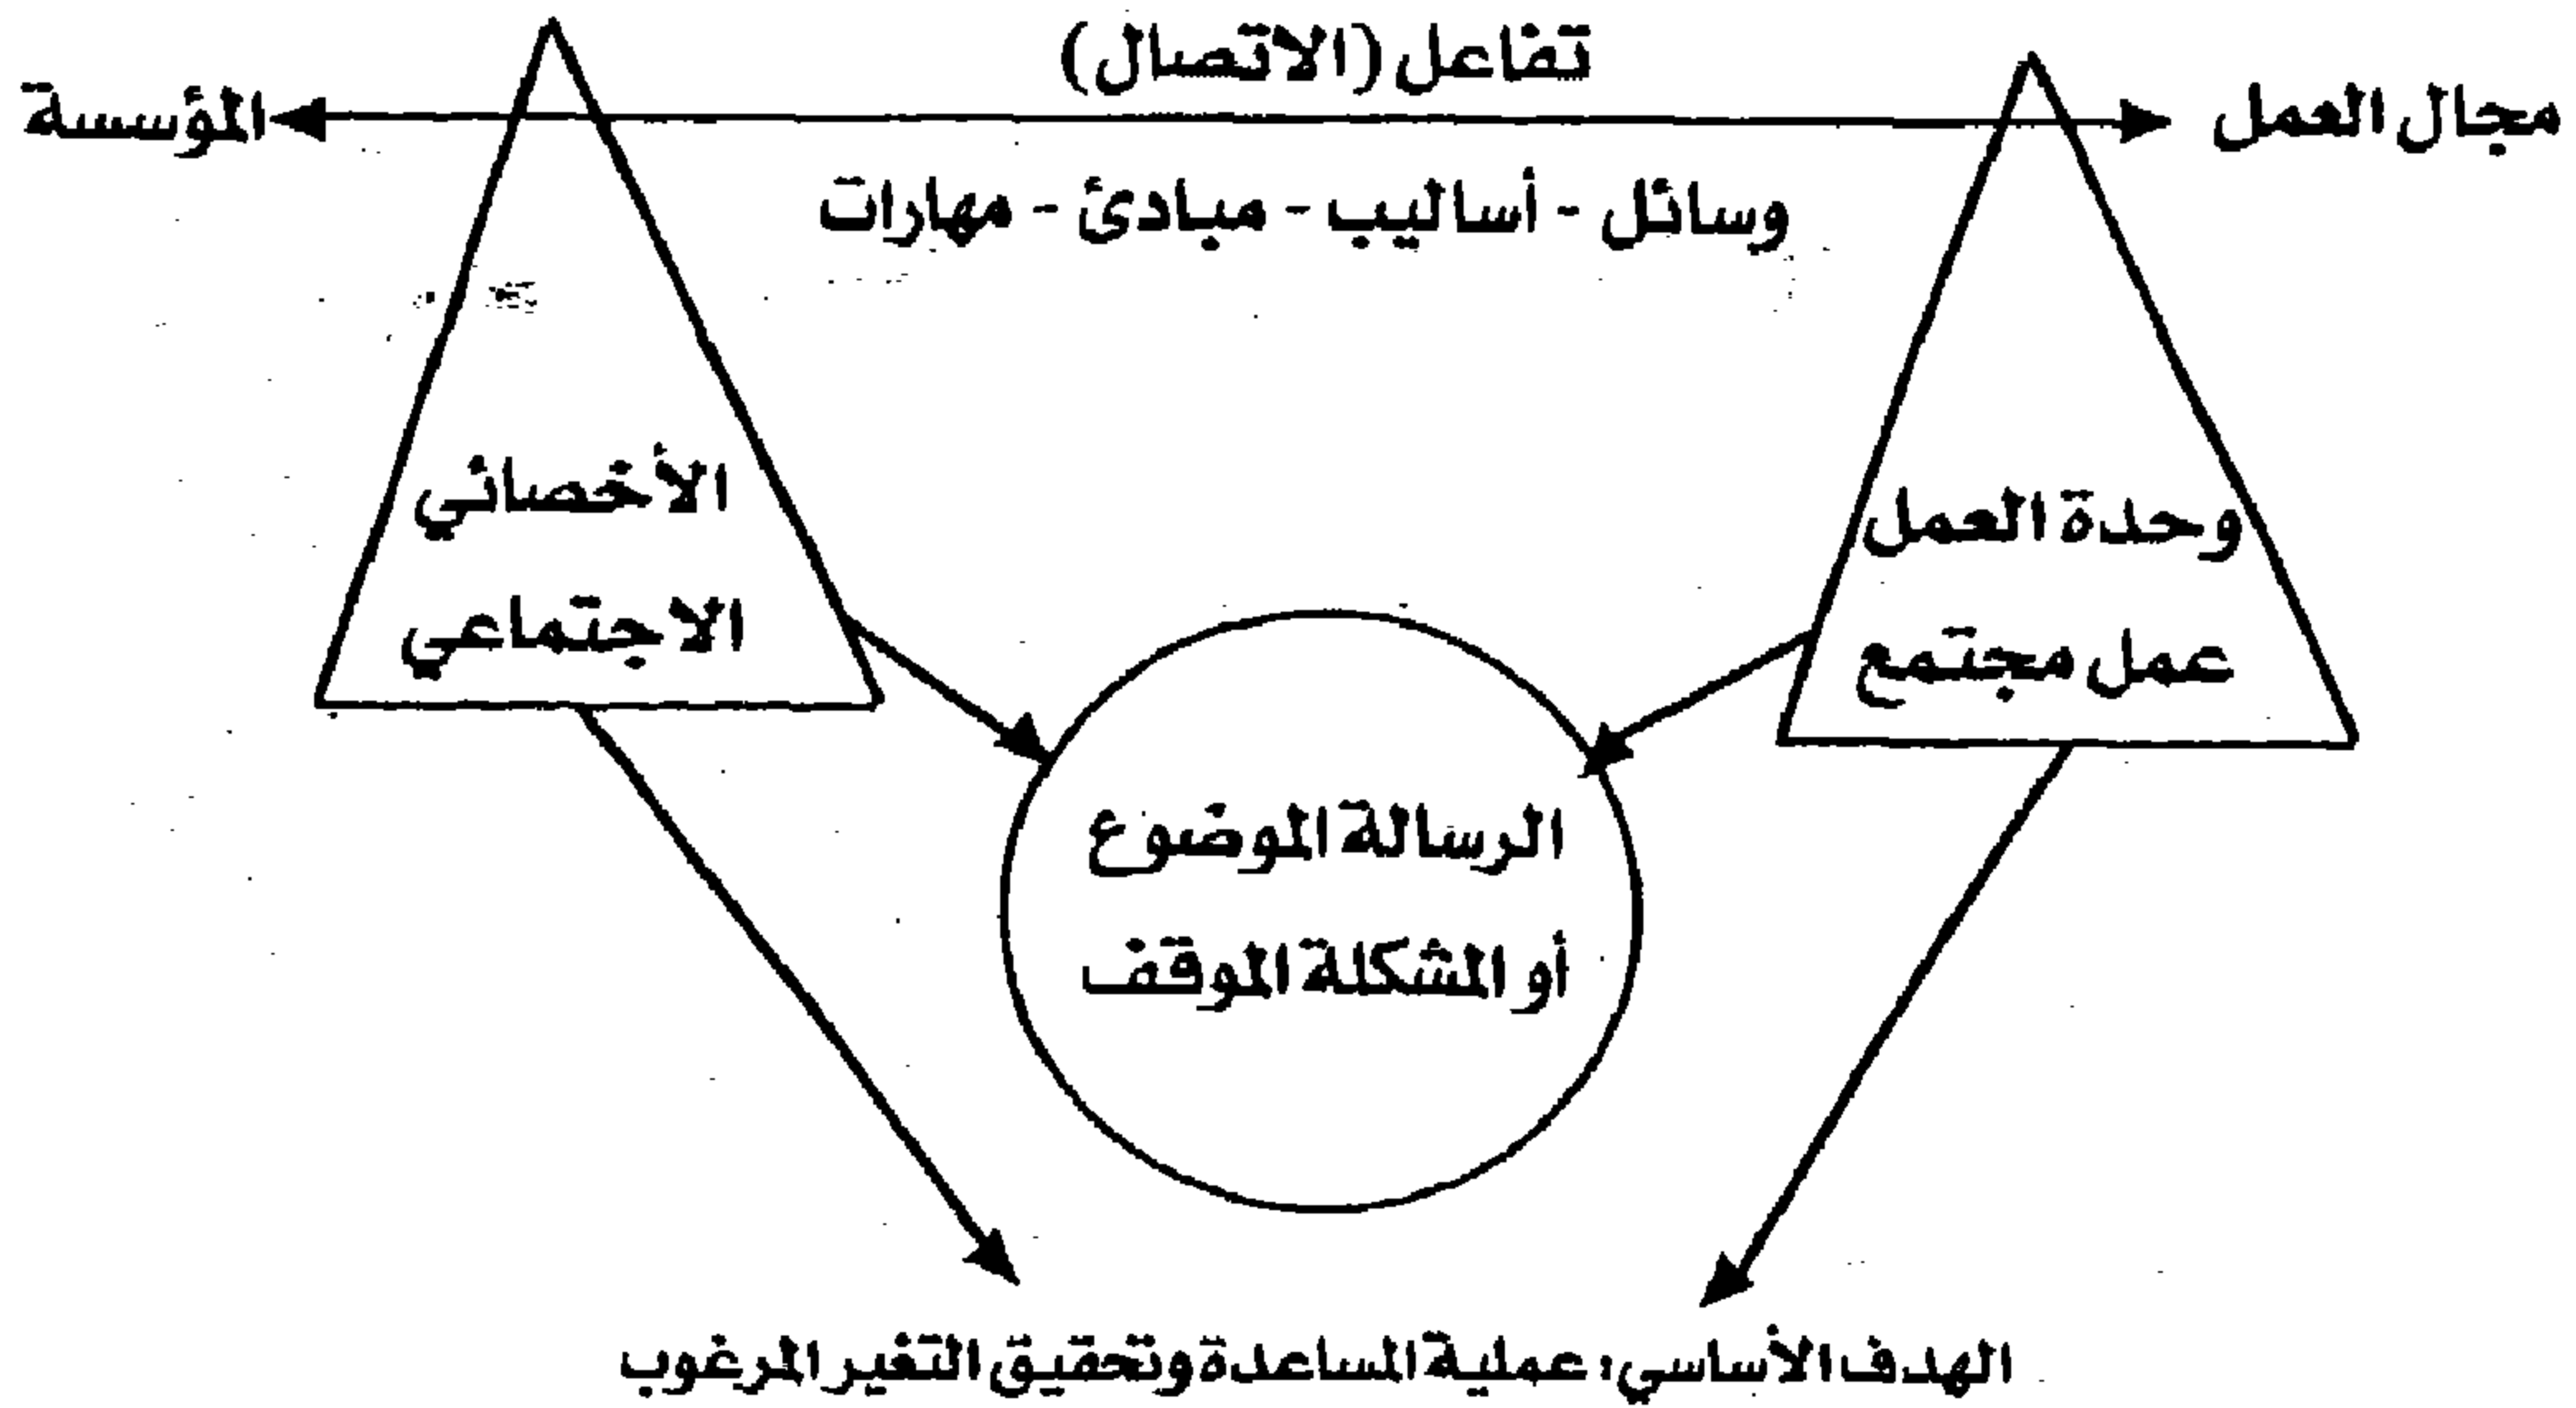 تفاعل (الاتصال)
مجال العمل
المؤسسة
وسائل - أساليب - مبادئ - مهارات
وحدة العمل
عمل مجتمع
الأخصائي
الاجتماعي
الرسالة الموضوع
أو المشكلة الموقف
الهدف الأساسي: عملية المساعدة وتحقيق التغير المرغوب